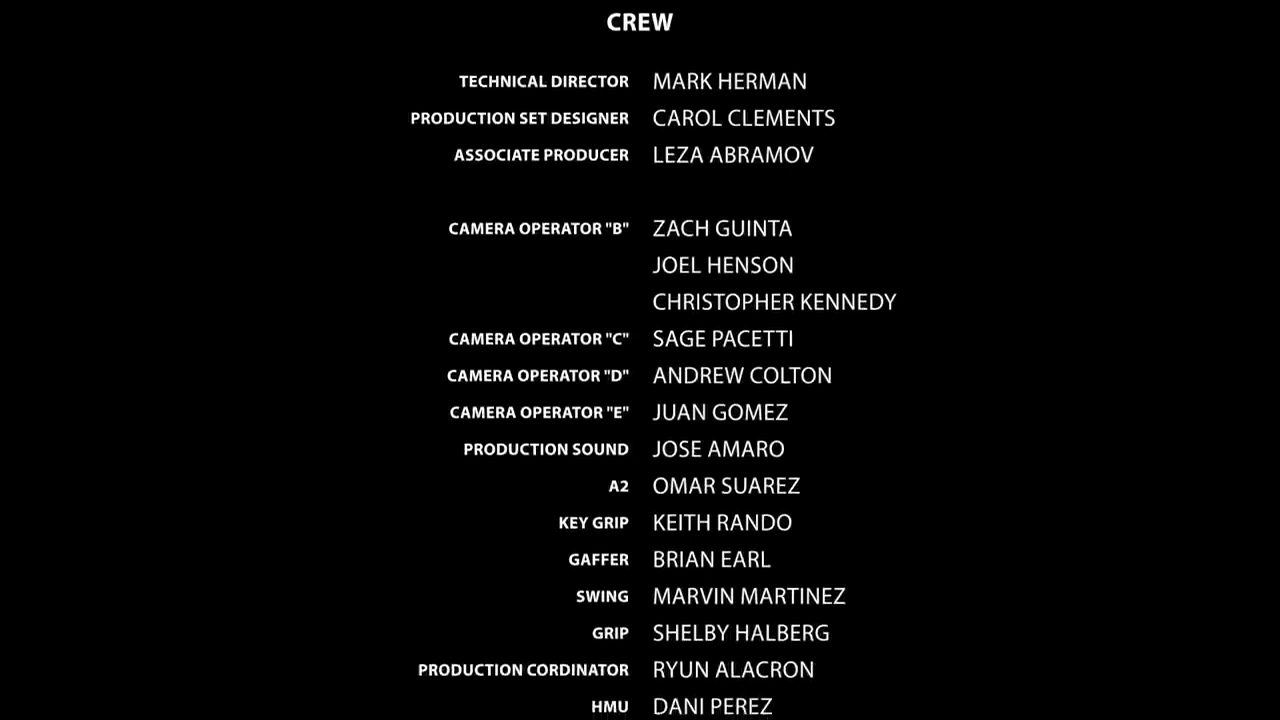 CREW
TECHNICAL DIRECTOR MARK HERMAN
PRODUCTION SET DESIGNER CAROL CLEMENTS
ASSOCIATE PRODUCER LEZA ABRAMOV
CAMERA OPERATOR "B" ZACH GUINTA
JOEL HENSON
CHRISTOPHER KENNEDY
CAMERA OPERATOR "C" SAGE PACETTI
CAMERA OPERATOR "D" ANDREW COLTON
CAMERA OPERATOR "E" JUAN GOMEZ
PRODUCTION SOUND JOSE AMARO
A2 OMAR SUAREZ
KEY GRIP KEITH RANDO
GAFFER BRIAN EARL
SWING MARVIN MARTINEZ
GRIP SHELBY HALBERG
PRODUCTION CORDINATOR RYUN ALACRON
HMU DANI PEREZ